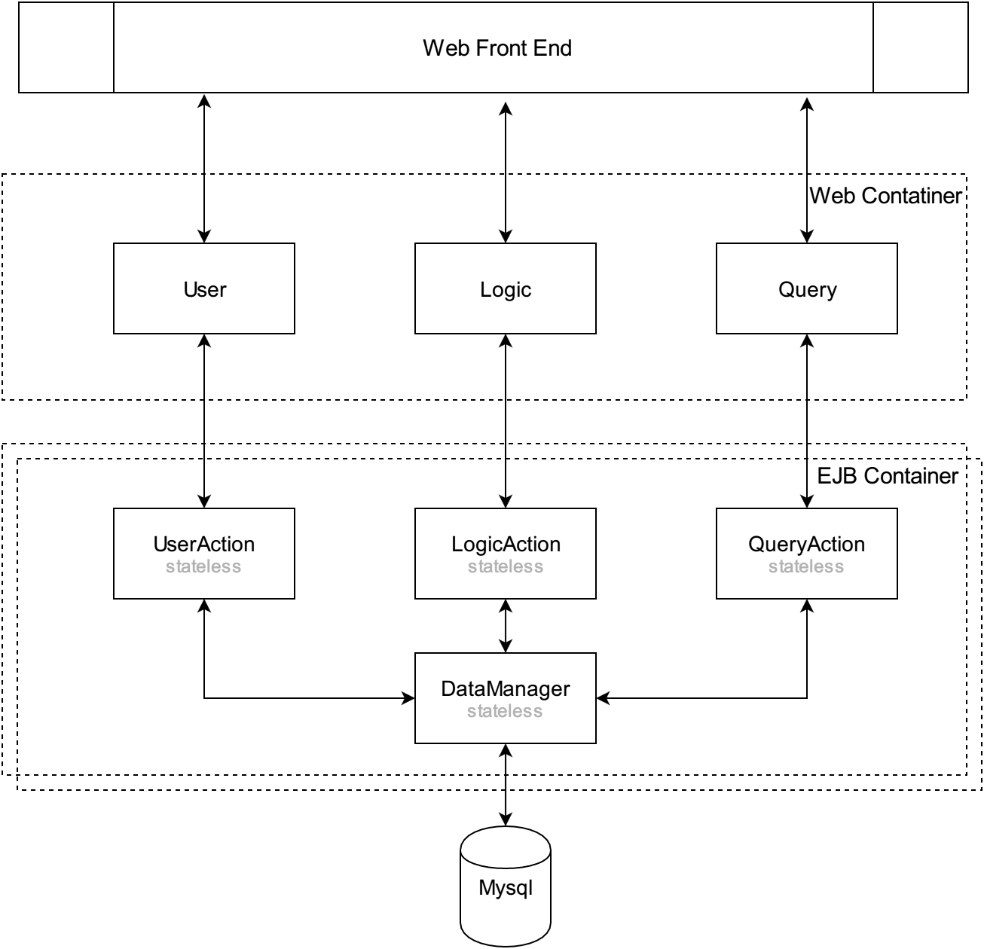 Web Front End
Web Contatiner
User
Logic
Query
EJB Container
UserAction
stateless
LogicAction
stateless
QueryAction
stateless
DataManager
stateless
Mysql